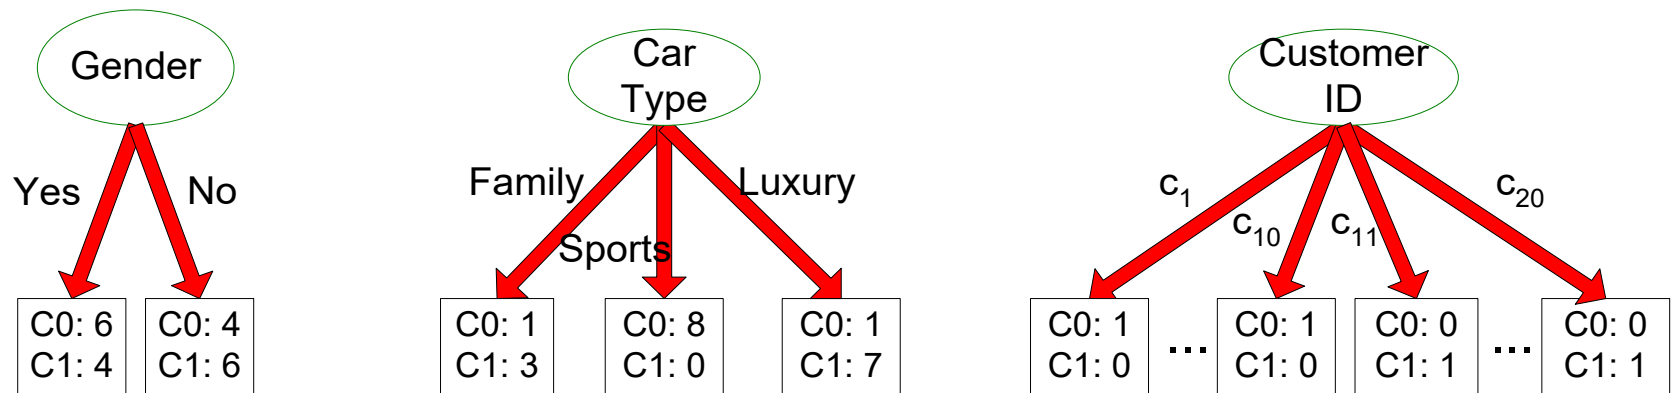 Gender
Yes
No
C0: 6
C1: 4
C0: 4
C1: 6
Car
Type
Family
Sports
Luxury
C0: 1
C1: 3
C0: 8
C1: 0
C0: 1
C1: 7
Customer
ID
c₁
c₁₀
c₁₁
c₂₀
C0: 1
C1: 0
...
C0: 1
C1: 0
C0: 0
C1: 1
...
C0: 0
C1: 1